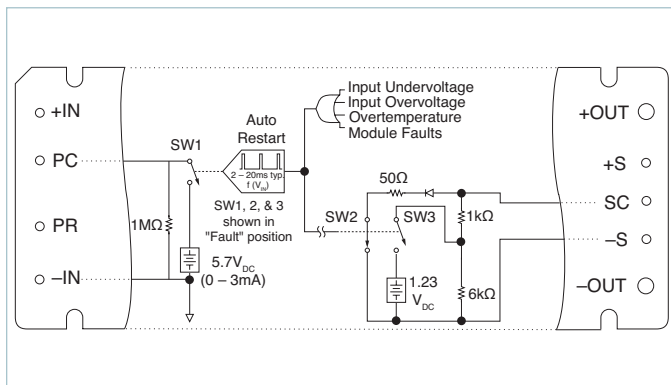 +IN
PC
PR
–IN
1MΩ
SW1
5.7V DC
(0 – 3mA)
Auto
Restart
2 – 20ms typ.
f (V IN)
SW1, 2, & 3
shown in
"Fault" position
Input Undervoltage
Input Overvoltage
Overtemperature
Module Faults
50Ω
SW2
SW3
1kΩ
1.23
V DC
6kΩ
+OUT
+S
SC
–S
–OUT